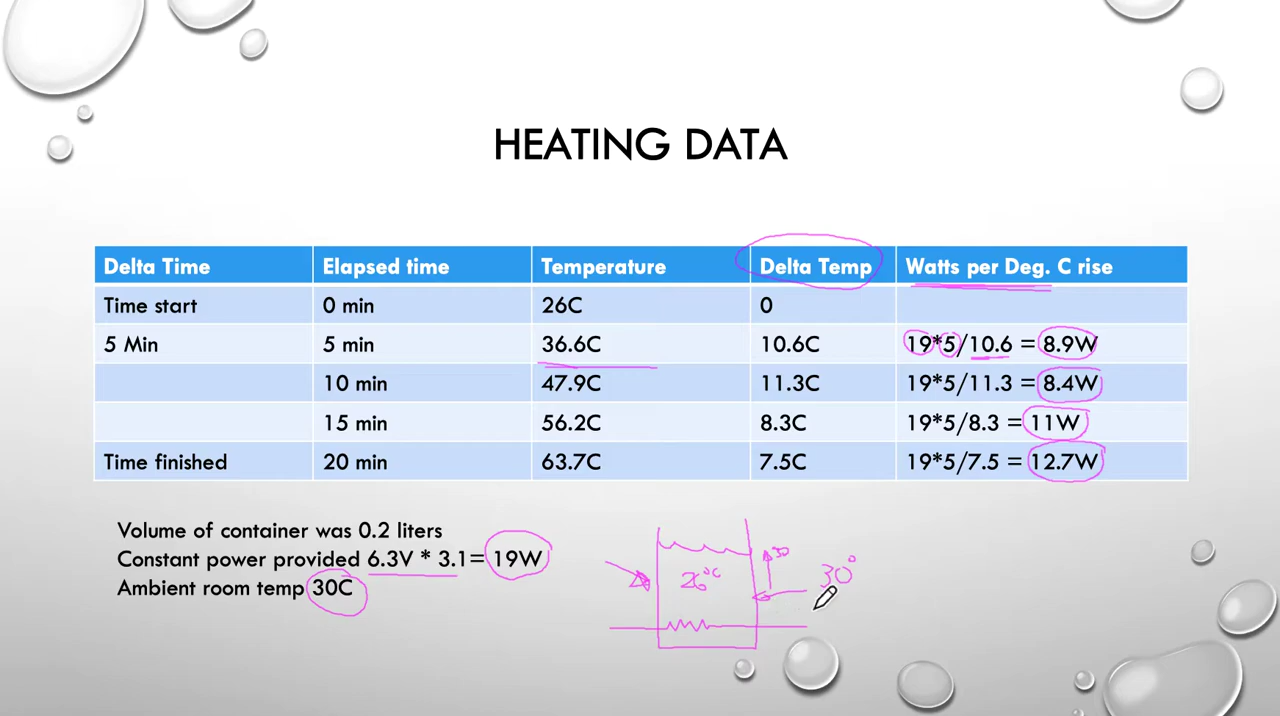 HEATING DATA
Delta Time Elapsed time Temperature Delta Temp Watts per Deg. C rise
Time start 0 min 26C 0
5 Min 5 min 36.6C 10.6C 19*5/10.6 = 8.9W
10 min 47.9C 11.3C 19*5/11.3 = 8.4W
15 min 56.2C 8.3C 19*5/8.3 = 11W
Time finished 20 min 63.7C 7.5C 19*5/7.5 = 12.7W
Volume of container was 0.2 liters
Constant power provided 6.3V * 3.1= 19W
Ambient room temp 30C
30
26°C
30°